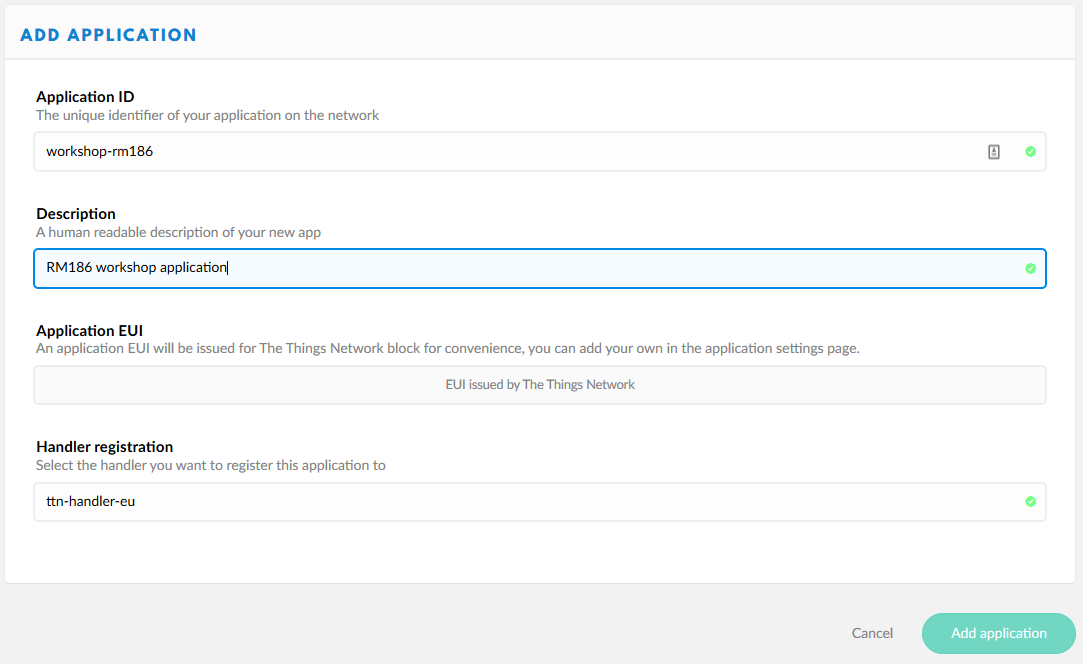 ADD APPLICATION
Application ID
The unique identifier of your application on the network
workshop-rm186
Description
A human readable description of your new app
RM186 workshop application
Application EUI
An application EUI will be issued for The Things Network block for convenience, you can add your own in the application settings page.
EUI issued by The Things Network
Handler registration
Select the handler you want to register this application to
ttn-handler-eu
Cancel
Add application